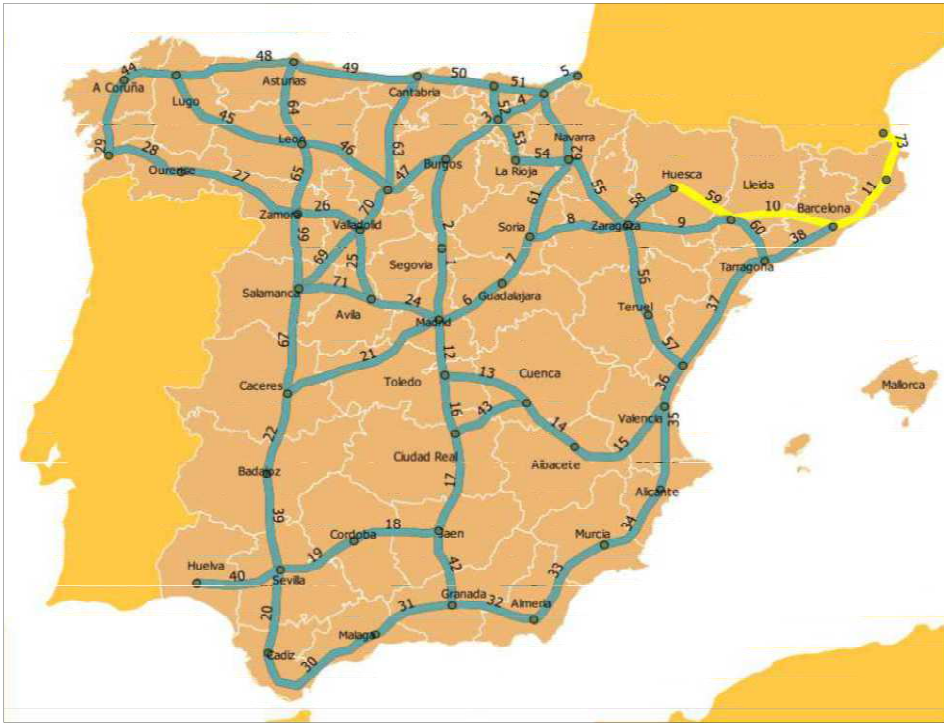 44
48
49
50
51
5
A Coruña
Asturias
Cantabria
52
4
73
Lugo
64
3
45
Leon
46
63
53
Navarra
29
28
Burgos
La Rioja
54
62
Ourense
65
47
Huesca
Lleida
11
27
55
61
58
59
10
Barcelona
Zamora
26
70
2
8
66
Valladolid
Soria
Zaragoza
9
60
38
69
25
Segovia
1
7
Tarragona
Salamanca
71
24
6
Guadalajara
56
37
Avila
Madrid
Teruel
67
21
12
57
Toledo
13
Cuenca
36
Caceres
Mallorca
16
43
Valencia
35
22
14
Ciudad Real
15
Albacete
Badajoz
17
Alicante
39
18
34
Cordoba
Jaen
Murcia
19
Huelva
42
33
40
Sevilla
Granada
20
31
32
Almeria
Malaga
Cadiz
30